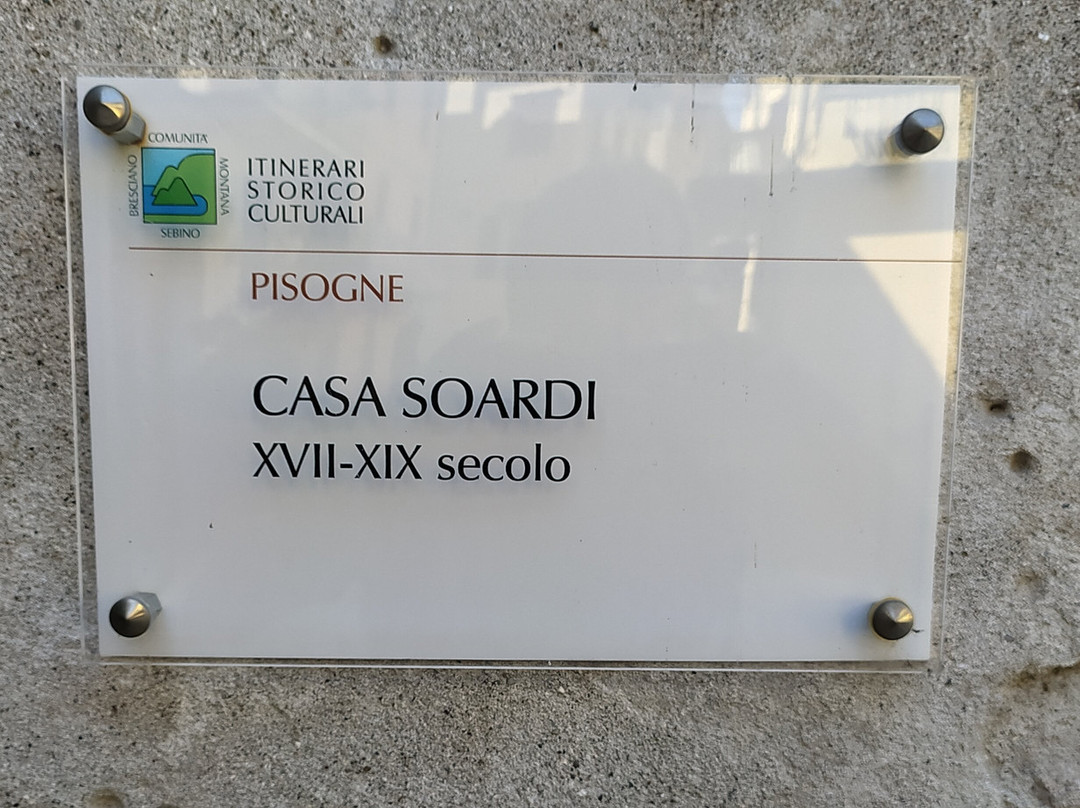 COMUNITA'
MONTANA
SEBINO
BRESCIANO
ITINERARI
STORICO
CULTURALI
PISOGNE
CASA SOARDI
XVII-XIX secolo